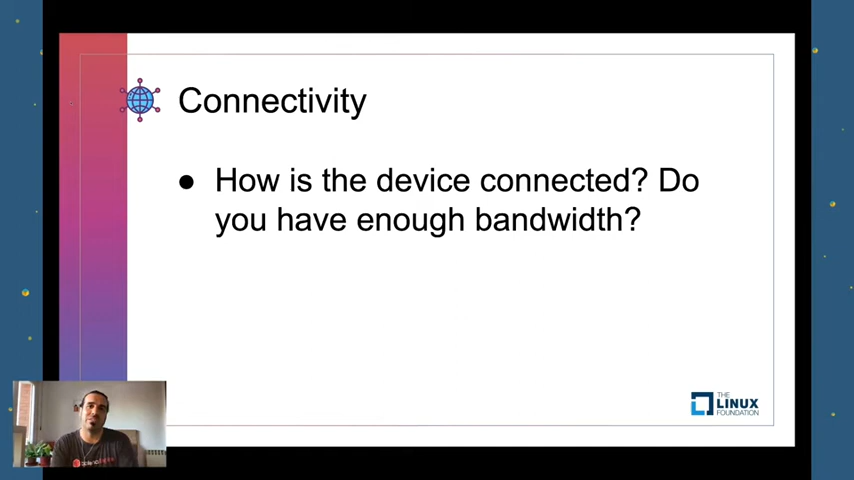 Connectivity
● How is the device connected? Do
you have enough bandwidth?
THE
LINUX
FOUNDATION